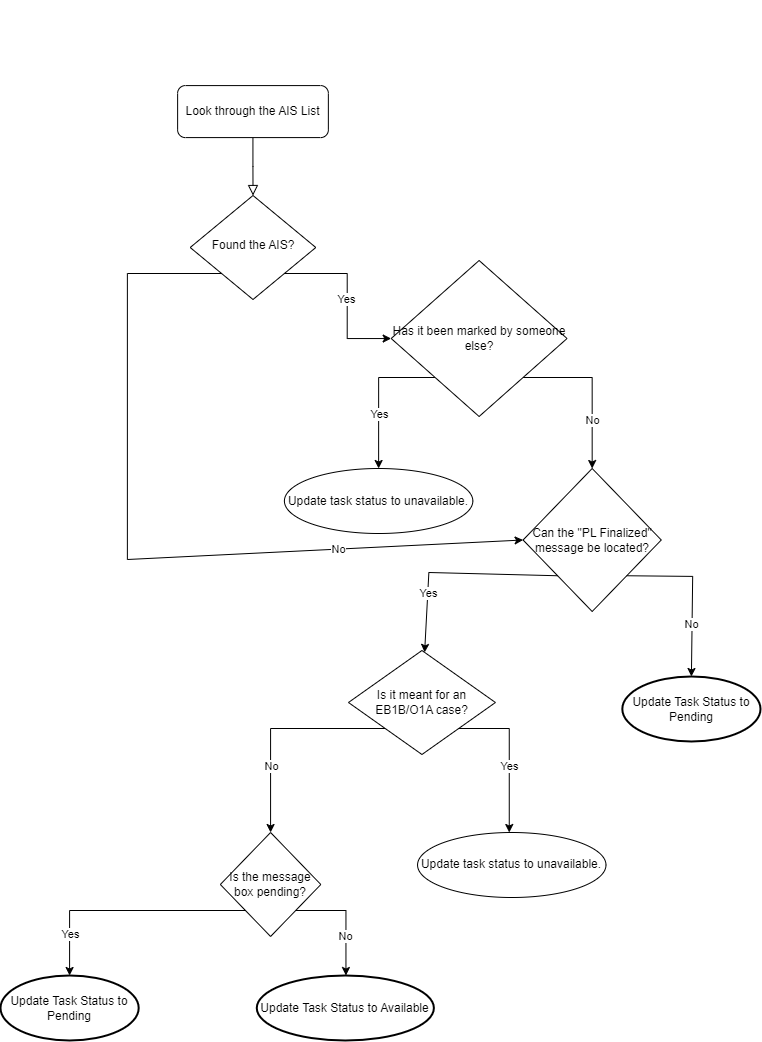 Look through the AIS List
Found the AIS?
Yes
Has it been marked by someone
else?
Yes
No
Update task status to unavailable.
Can the "PL Finalized"
message be located?
No
Yes
No
Is it meant for an
EB1B/O1A case?
Update Task Status to
Pending
No
Yes
Update task status to unavailable.
Is the message
box pending?
Yes
No
Update Task Status to
Pending
Update Task Status to Available